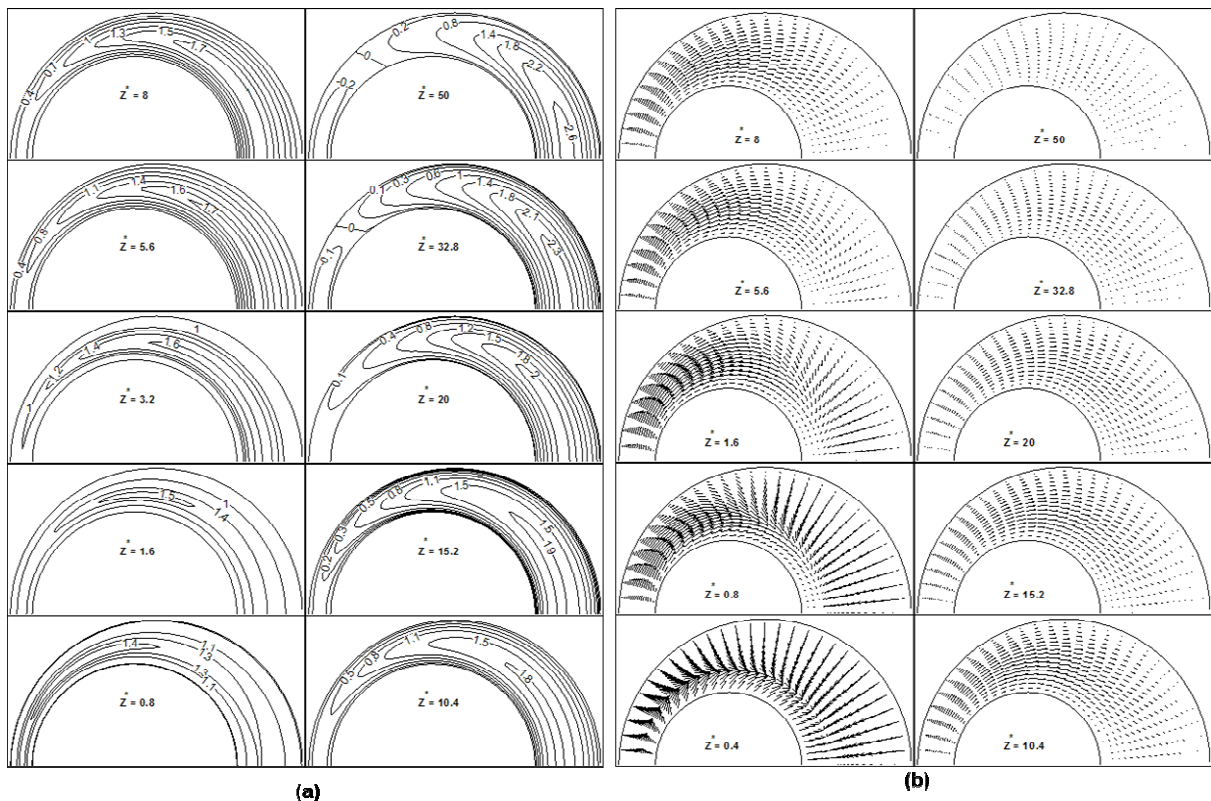 1 1.3 1.5 1.7
0.7
0.4
Z* = 8
0.8
0.2 1.4
0 1.8
-0.2 2.2
2.6
Z* = 50
Z* = 8
Z* = 50
1.1 1.4 1.6
0.8 1.7
0.4
Z* = 5.6
0.3 0.6 1 1.4
1.8
0 2.1
-0.1 2.3
Z* = 32.8
Z* = 5.6
Z* = 32.8
1
1.4 1.6
1.2
1
Z* = 3.2
0.8 1.2
0.4 1.5
1.8
0.1 2
Z* = 20
Z* = 1.6
Z* = 20
1.5 1
1.4
Z* = 1.6
1.1 1.5
0.8
0.5
0.3 1.5
0.2 1.9
Z* = 15.2
Z* = 0.8
Z* = 15.2
1.4 1.1
1.3
1.3
1.1
Z* = 0.8
1.1 1.5
0.8
0.5 1.8
Z* = 10.4
Z* = 0.4
Z* = 10.4
(a)
(b)